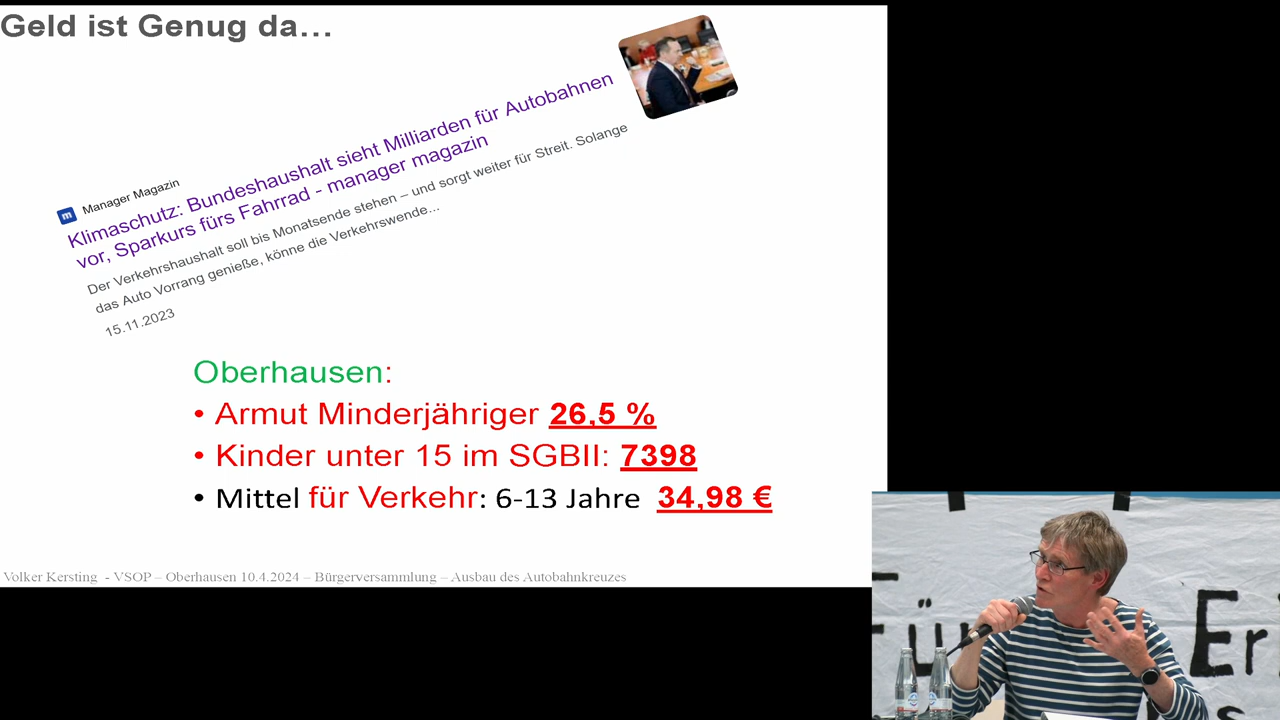 Geld ist Genug da…
Manager Magazin
Klimaschutz: Bundeshaushalt sieht Milliarden für Autobahnen
vor, Sparkurs fürs Fahrrad - manager magazin
Der Verkehrshaushalt soll bis Monatsende stehen – und sorgt weiter für Streit. Solange
das Auto Vorrang genieße, könne die Verkehrswende...
15.11.2023
Oberhausen:
• Armut Minderjähriger 26,5 %
• Kinder unter 15 im SGBII: 7398
• Mittel für Verkehr: 6-13 Jahre 34,98 €
Volker Kersting - VSOP – Oberhausen 10.4.2024 – Bürgerversammlung – Ausbau des Autobahnkreuzes